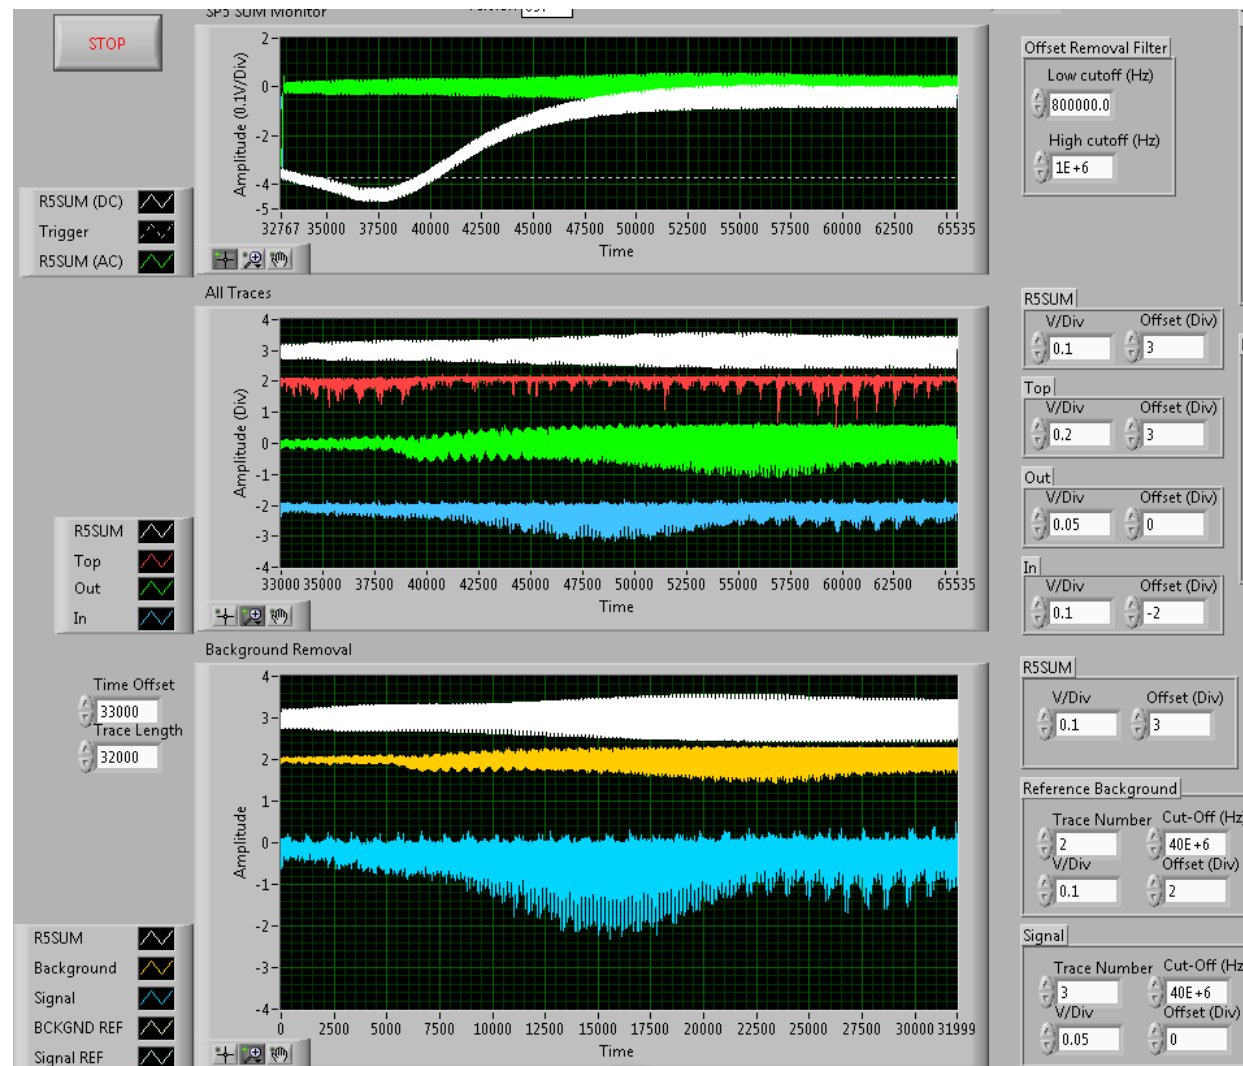 SP5 SUM Monitor
STOP
2
0
-2
-4
-5
Amplitude (0.1V/Div)
32767 35000 37500 40000 42500 45000 47500 50000 52500 55000 57500 60000 62500 65535
Time
R5SUM (DC)
Trigger
R5SUM (AC)
Offset Removal Filter
Low cutoff (Hz)
800000.0
High cutoff (Hz)
1E+6
All Traces
4
3
2
1
0
-1
-2
-3
-4
Amplitude (Div)
33000 35000 37500 40000 42500 45000 47500 50000 52500 55000 57500 60000 62500 65535
Time
R5SUM
Top
Out
In
R5SUM
V/Div Offset (Div)
0.1 3
Top
V/Div Offset (Div)
0.2 3
Out
V/Div Offset (Div)
0.05 0
In
V/Div Offset (Div)
0.1 -2
Background Removal
Time Offset
33000
Trace Length
32000
4
3
2
1
0
-1
-2
-3
-4
Amplitude
0 2500 5000 7500 10000 12500 15000 17500 20000 22500 25000 27500 30000 31999
Time
R5SUM
Background
Signal
BCKGND REF
Signal REF
R5SUM
V/Div Offset (Div)
0.1 3
Reference Background
Trace Number Cut-Off (Hz)
2 40E+6
V/Div Offset (Div)
0.1 2
Signal
Trace Number Cut-Off (Hz
3 40E+6
V/Div Offset (Div)
0.05 0